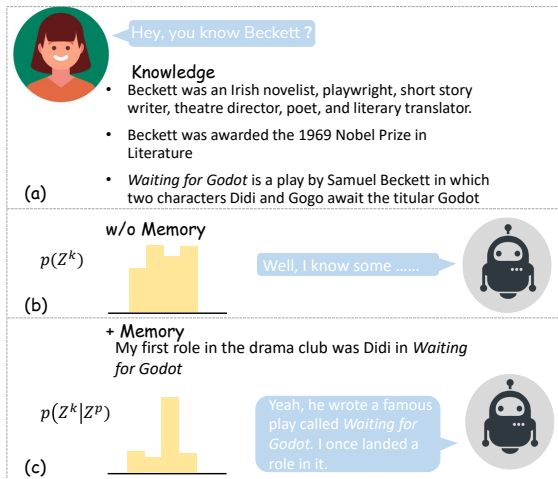 Hey, you know Beckett ?
Knowledge
• Beckett was an Irish novelist, playwright, short story
writer, theatre director, poet, and literary translator.
• Beckett was awarded the 1969 Nobel Prize in
Literature
• Waiting for Godot is a play by Samuel Beckett in which
two characters Didi and Gogo await the titular Godot
(a)
w/o Memory
p(Z^k)
Well, I know some ......
(b)
+ Memory
My first role in the drama club was Didi in Waiting
for Godot
p(Z^k|Z^p)
Yeah, he wrote a famous
play called Waiting for
Godot. I once landed a
role in it.
(c)